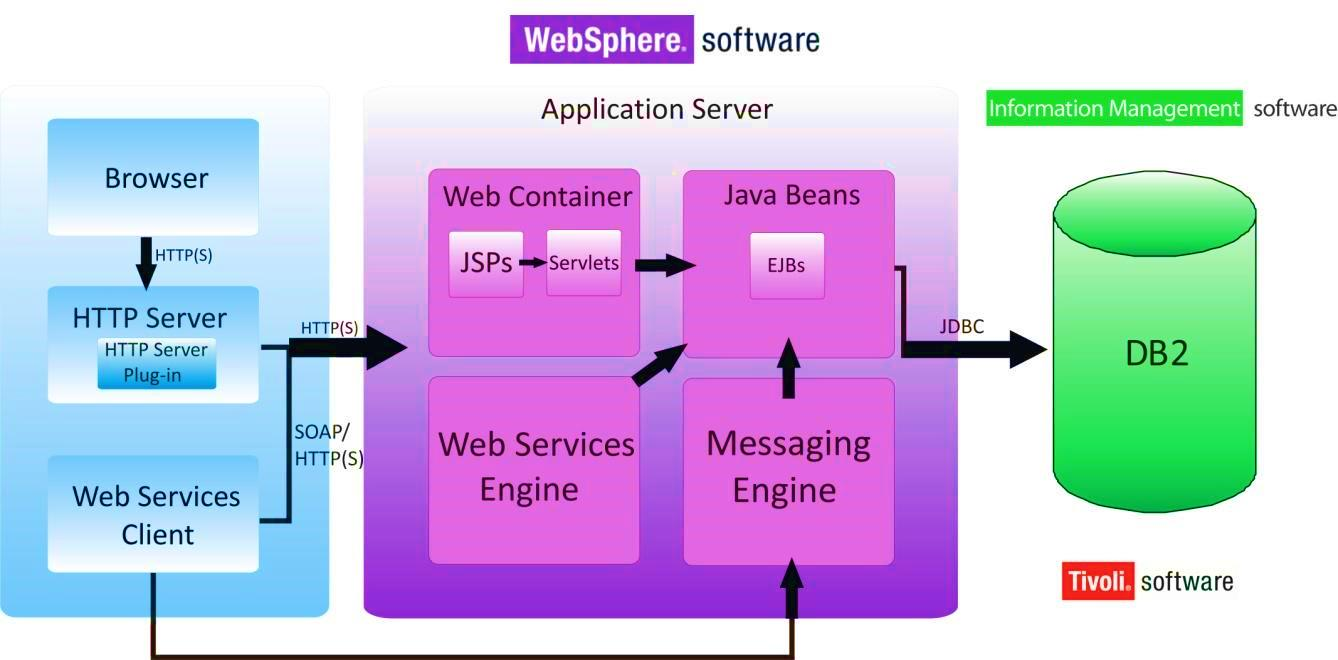 WebSphere. software
Application Server
Information Management software
Browser
HTTP(S)
HTTP Server
HTTP Server
Plug-in
HTTP(S)
SOAP/
HTTP(S)
Web Services
Client
Web Container
JSPs
Servlets
Java Beans
EJBs
Web Services
Engine
Messaging
Engine
JDBC
DB2
Tivoli. software